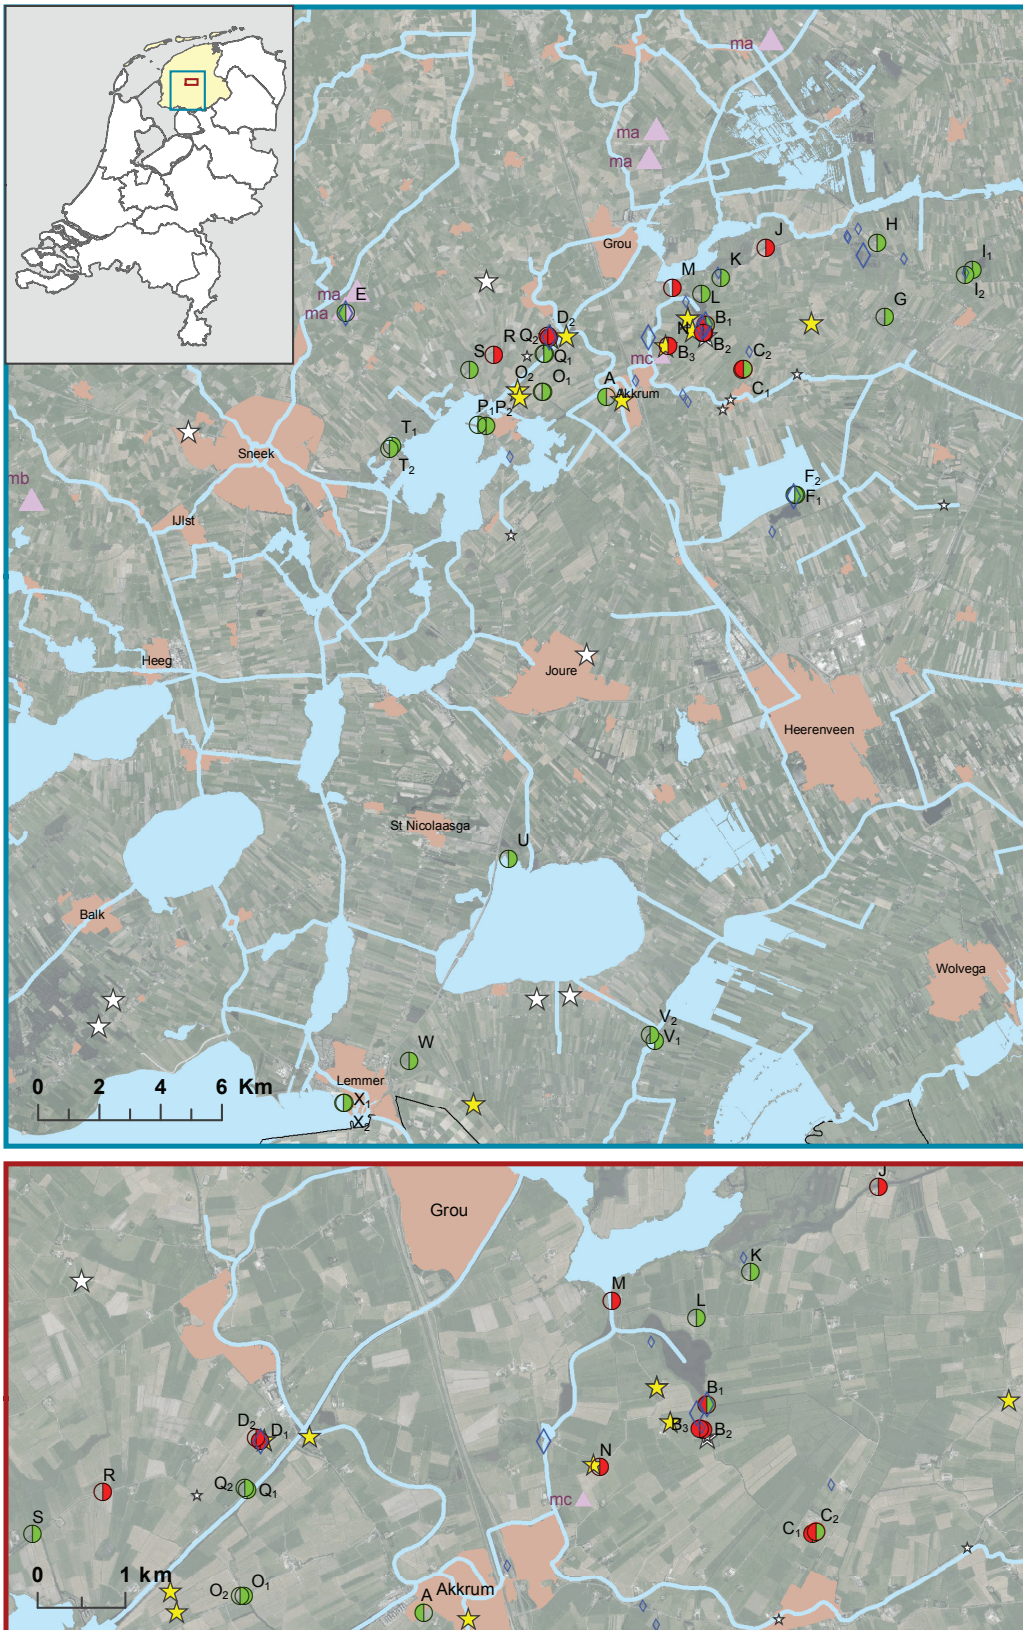 ma
ma
ma
Grou
J
H
K
I₁
I₂
M
L
G
ma
E
ma
D₂
B₁
N
B₂
R
Q₂
Q₁
B₃
mc
C₂
S
O₂
O₁
A
Akkrum
C₁
P₁
P₂
T₁
T₂
Sneek
mb
F₂
F₁
IJlst
Heeg
Joure
Heerenveen
St Nicolaasga
U
Balk
Wolvega
V₂
V₁
W
Lemmer
X₁
X₂
0 2 4 6 Km
J
Grou
K
M
L
B₁
D₂
D₁
B₃
B₂
N
R
Q₂
Q₁
mc
S
C₁
C₂
0 1 km
O₂
O₁
A
Akkrum